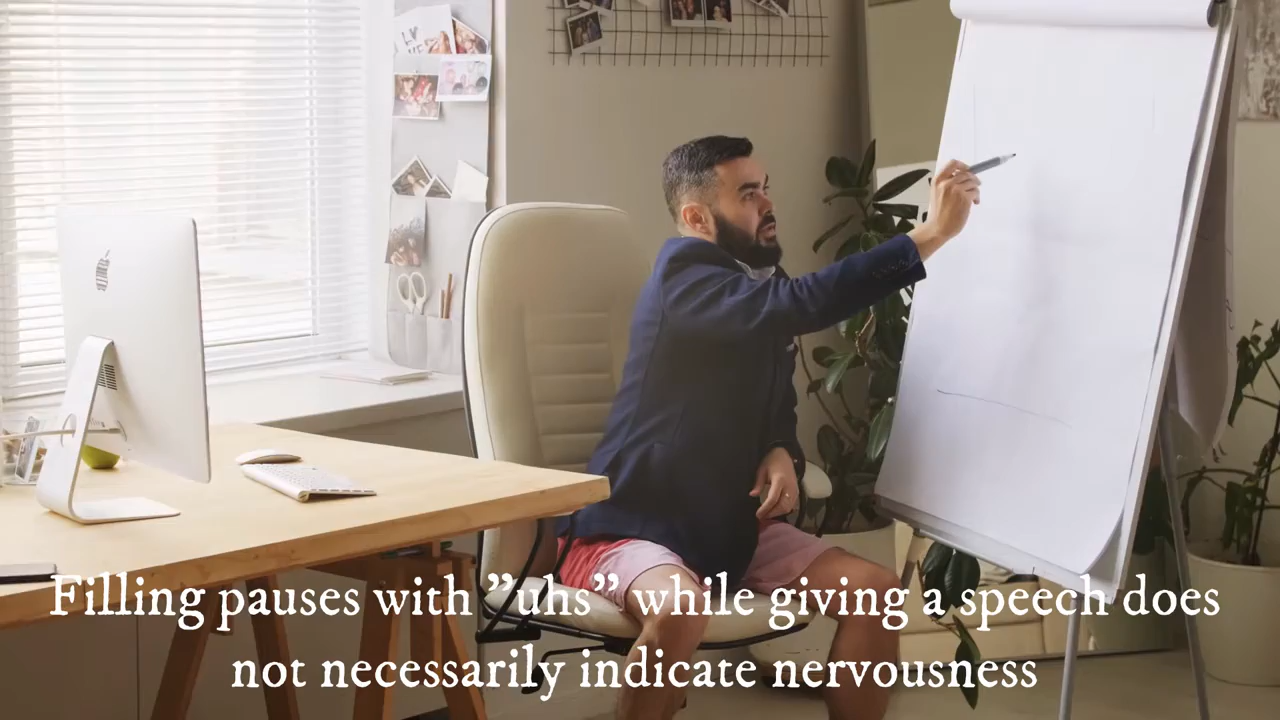 Filling pauses with ”uhs” while giving a speech does
not necessarily indicate nervousness